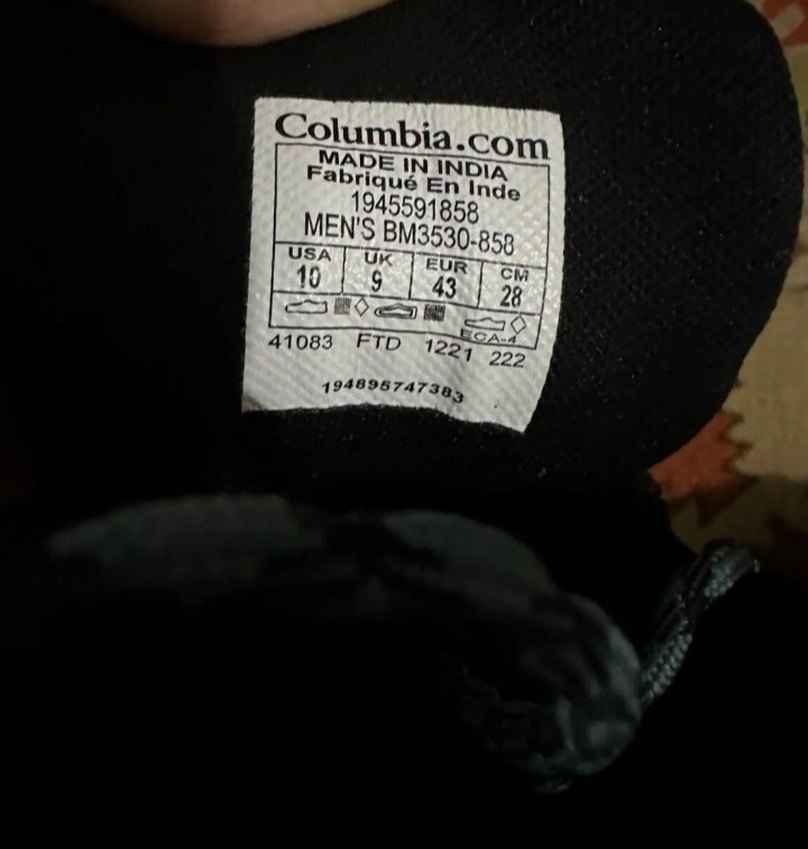 Columbia.com
MADE IN INDIA
Fabriqué En Inde
1945591858
MEN'S BM3530-858
USA UK EUR CM
10 9 43 28
ECA-4
41083 FTD 1221 222
194895747383